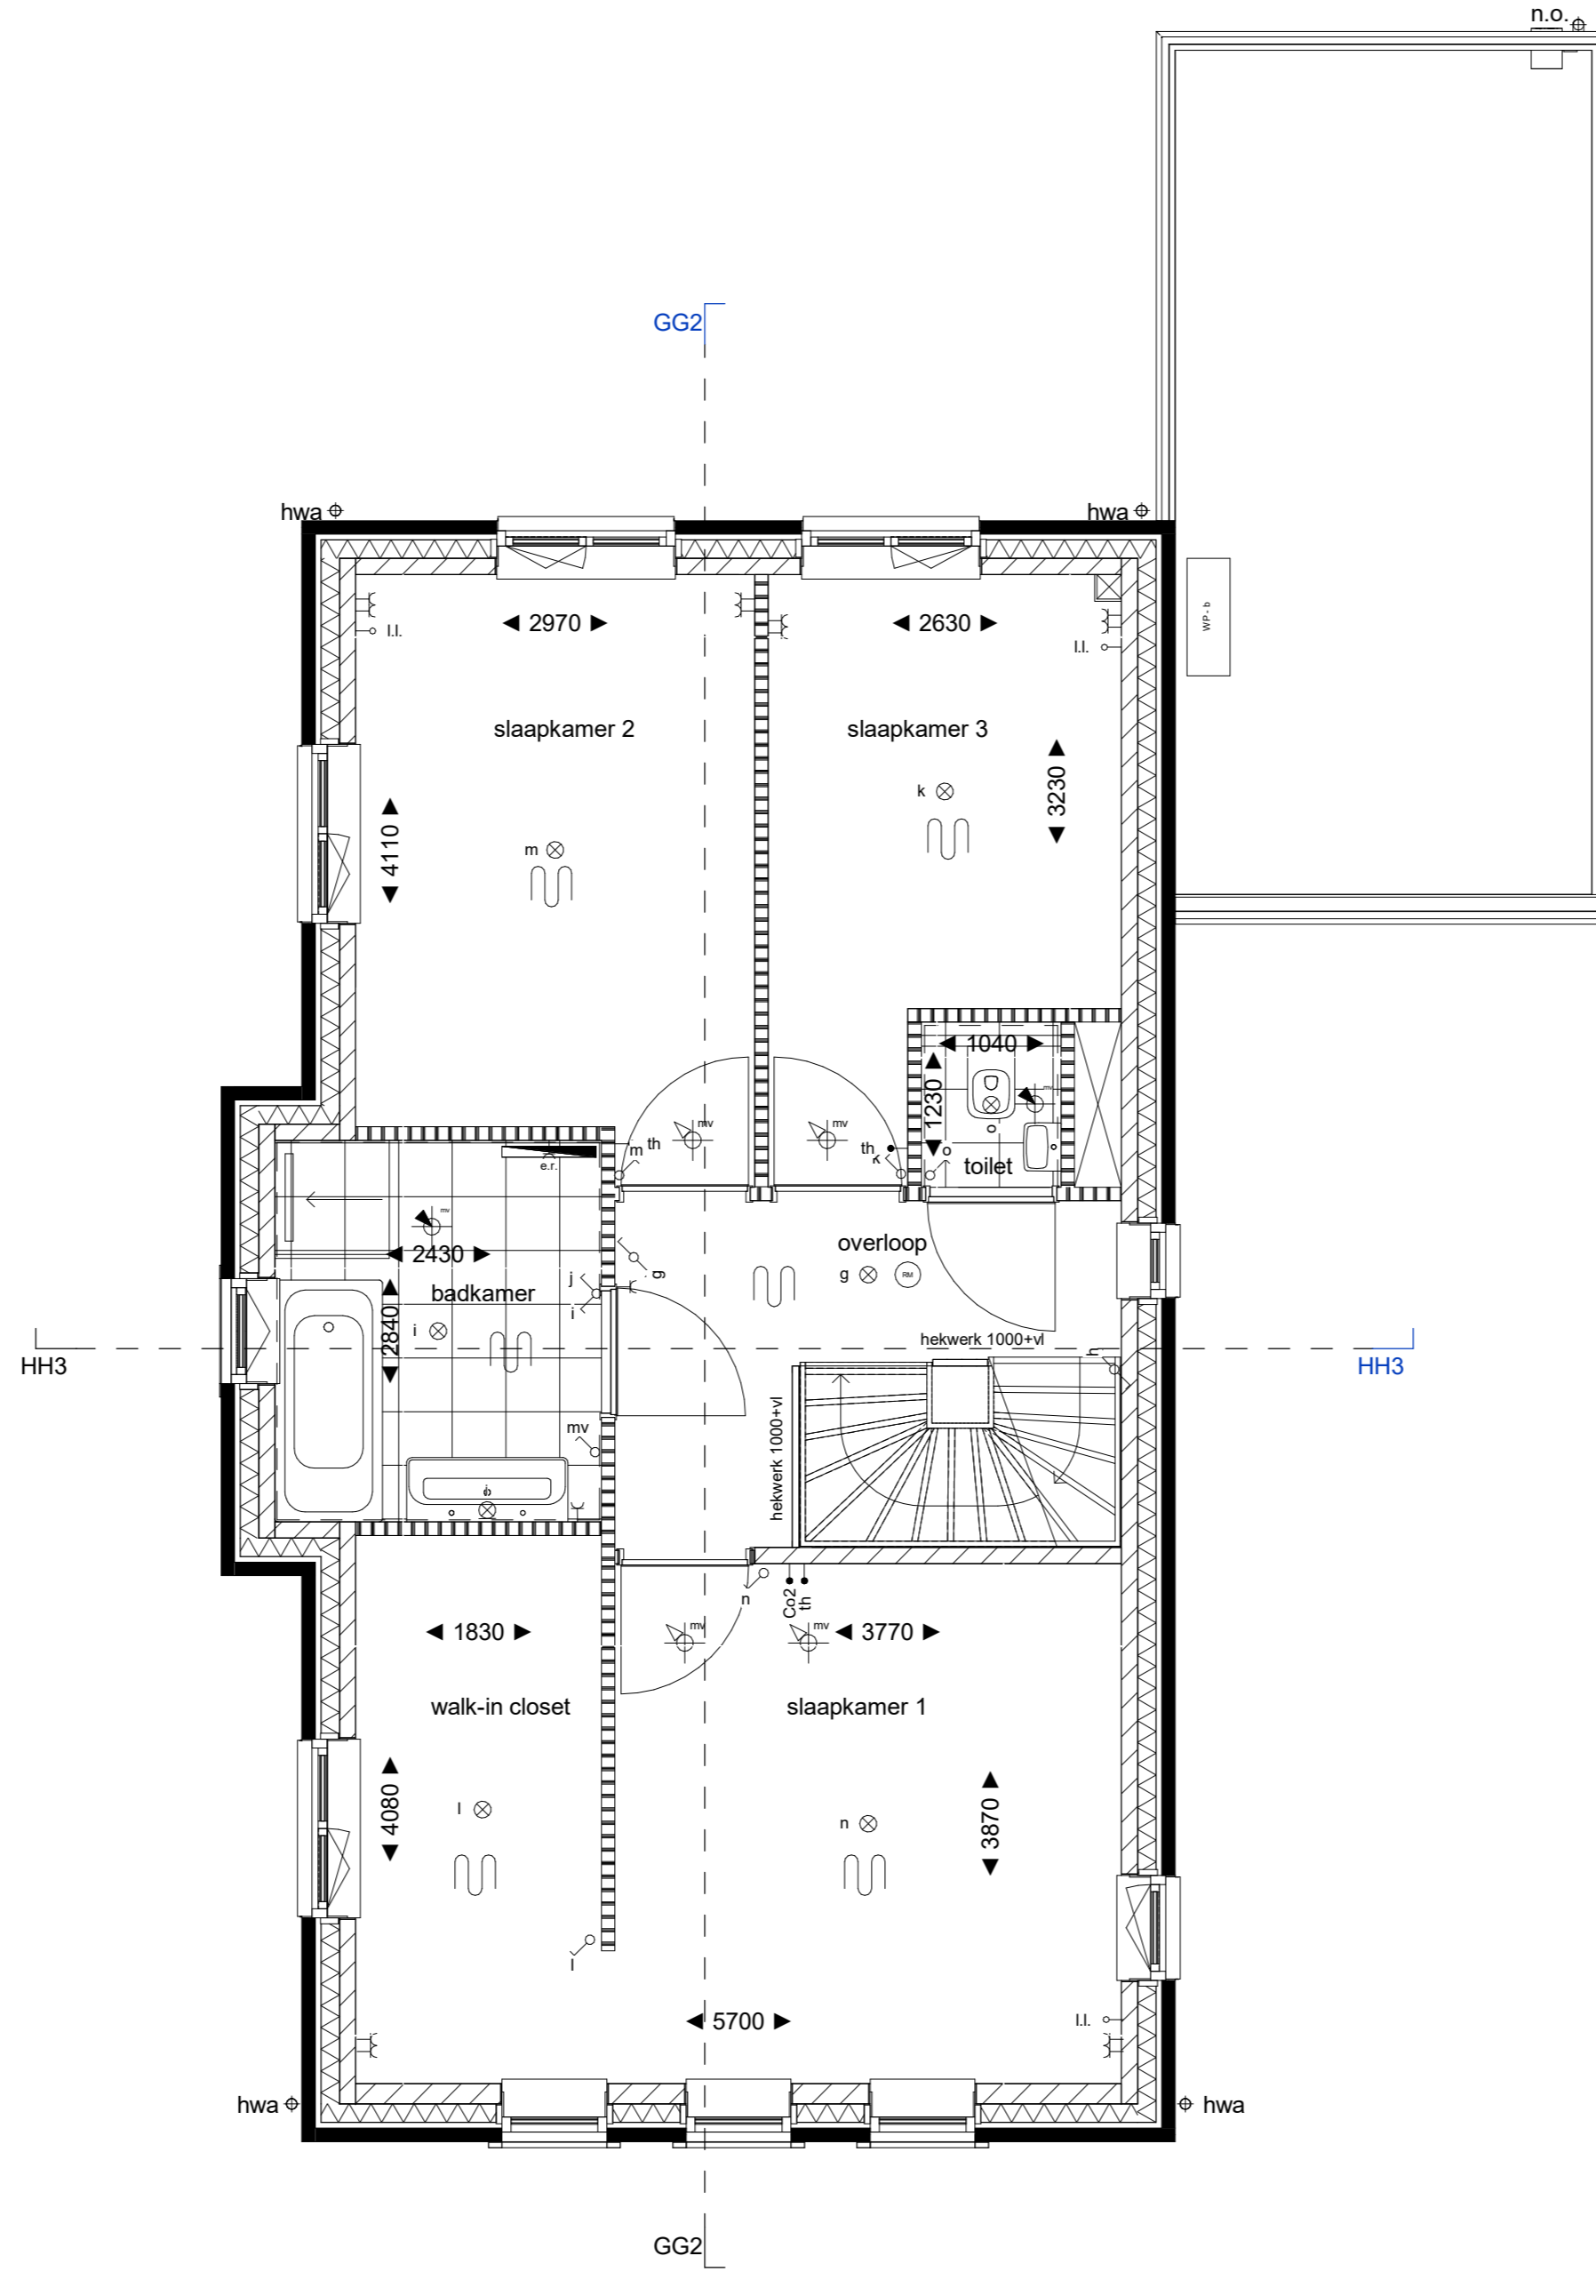 n.o.
GG2
hwa
hwa
2970
2630
l.l.
l.l.
WP-b
slaapkamer 2
slaapkamer 3
3230
k
4110
m
1040
1230
mv
mv
mv
m
th
th
k
o
toilet
e.r.
mv
2430
overloop
g
g
RM
j
badkamer
i
i
2840
hekwerk 1000+vl
h
HH3
HH3
hekwerk 1000+vl
mv
n
Co2
th
1830
mv
mv
3770
walk-in closet
slaapkamer 1
4080
l
n
3870
l
5700
l.l.
hwa
hwa
GG2